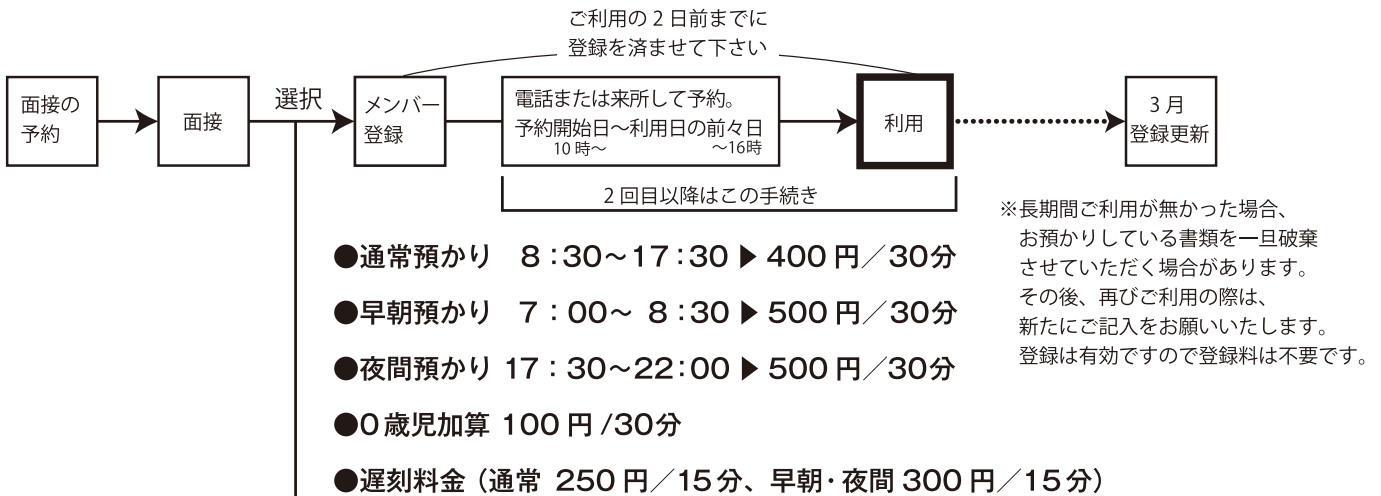 ご利用の2日前までに
登録を済ませて下さい
面接の
予約
面接
選択
メンバー
登録
電話または来所して予約。
予約開始日～利用日の前々日
10時～　～16時
利用
3月
登録更新
2回目以降はこの手続き
●通常預かり　8：30～17：30▶400円／30分
●早朝預かり　7：00～ 8：30▶500円／30分
●夜間預かり 17：30～22：00▶500円／30分
●0歳児加算 100円/30分
●遅刻料金（通常 250円／15分、早朝・夜間 300円／15分）
※長期間ご利用が無かった場合、
お預かりしている書類を一旦破棄
させていただく場合があります。
その後、再びご利用の際は、
新たにご記入をお願いいたします。
登録は有効ですので登録料は不要です。